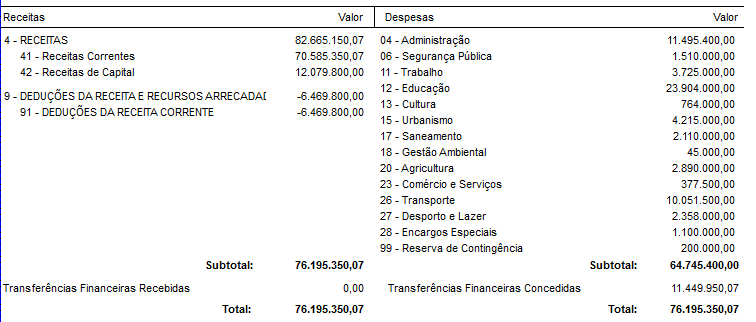 Receitas Valor Despesas Valor
4 - RECEITAS 82.665.150,07 04 - Administração 11.495.400,00
41 - Receitas Correntes 70.585.350,07 06 - Segurança Pública 1.510.000,00
42 - Receitas de Capital 12.079.800,00 11 - Trabalho 3.725.000,00
12 - Educação 23.904.000,00
9 - DEDUÇÕES DA RECEITA E RECURSOS ARRECADAD -6.469.800,00 13 - Cultura 764.000,00
91 - DEDUÇÕES DA RECEITA CORRENTE -6.469.800,00 15 - Urbanismo 4.215.000,00
17 - Saneamento 2.110.000,00
18 - Gestão Ambiental 45.000,00
20 - Agricultura 2.890.000,00
23 - Comércio e Serviços 377.500,00
26 - Transporte 10.051.500,00
27 - Desporto e Lazer 2.358.000,00
28 - Encargos Especiais 1.100.000,00
99 - Reserva de Contingência 200.000,00
Subtotal: 76.195.350,07 Subtotal: 64.745.400,00
Transferências Financeiras Recebidas 0,00 Transferências Financeiras Concedidas 11.449.950,07
Total: 76.195.350,07 Total: 76.195.350,07